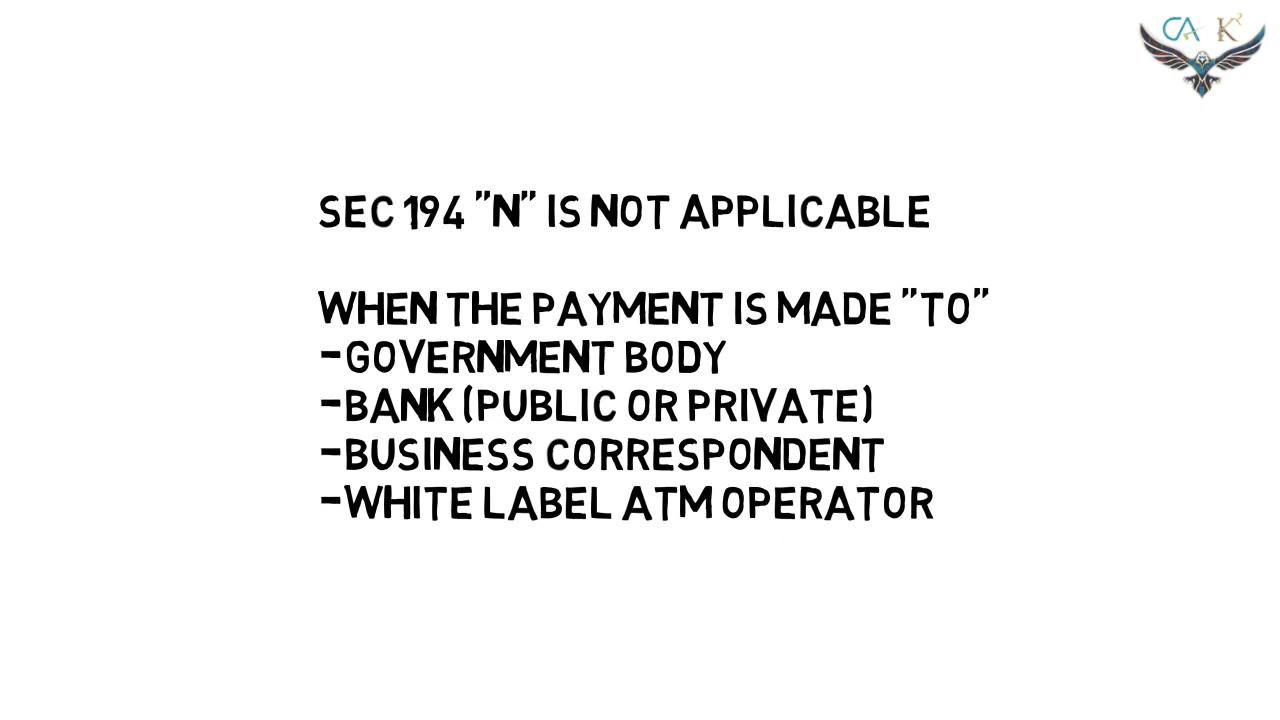 CA K²
SEC 194 "N" IS NOT APPLICABLE
WHEN THE PAYMENT IS MADE "TO"
-GOVERNMENT BODY
-BANK (PUBLIC OR PRIVATE)
-BUSINESS CORRESPONDENT
-WHITE LABEL ATM OPERATOR